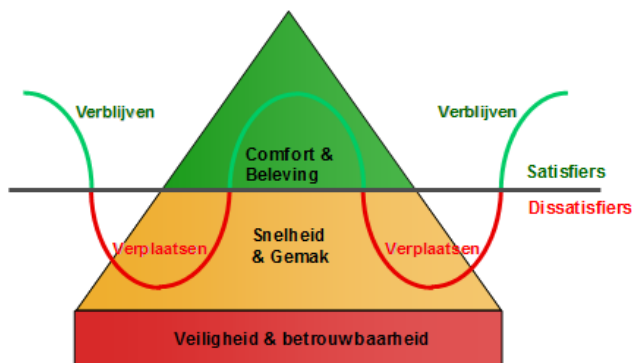 Verblijven
Verblijven
Comfort &
Beleving
Satisfiers
Dissatisfiers
Verplaatsen
Snelheid
& Gemak
Verplaatsen
Veiligheid & betrouwbaarheid